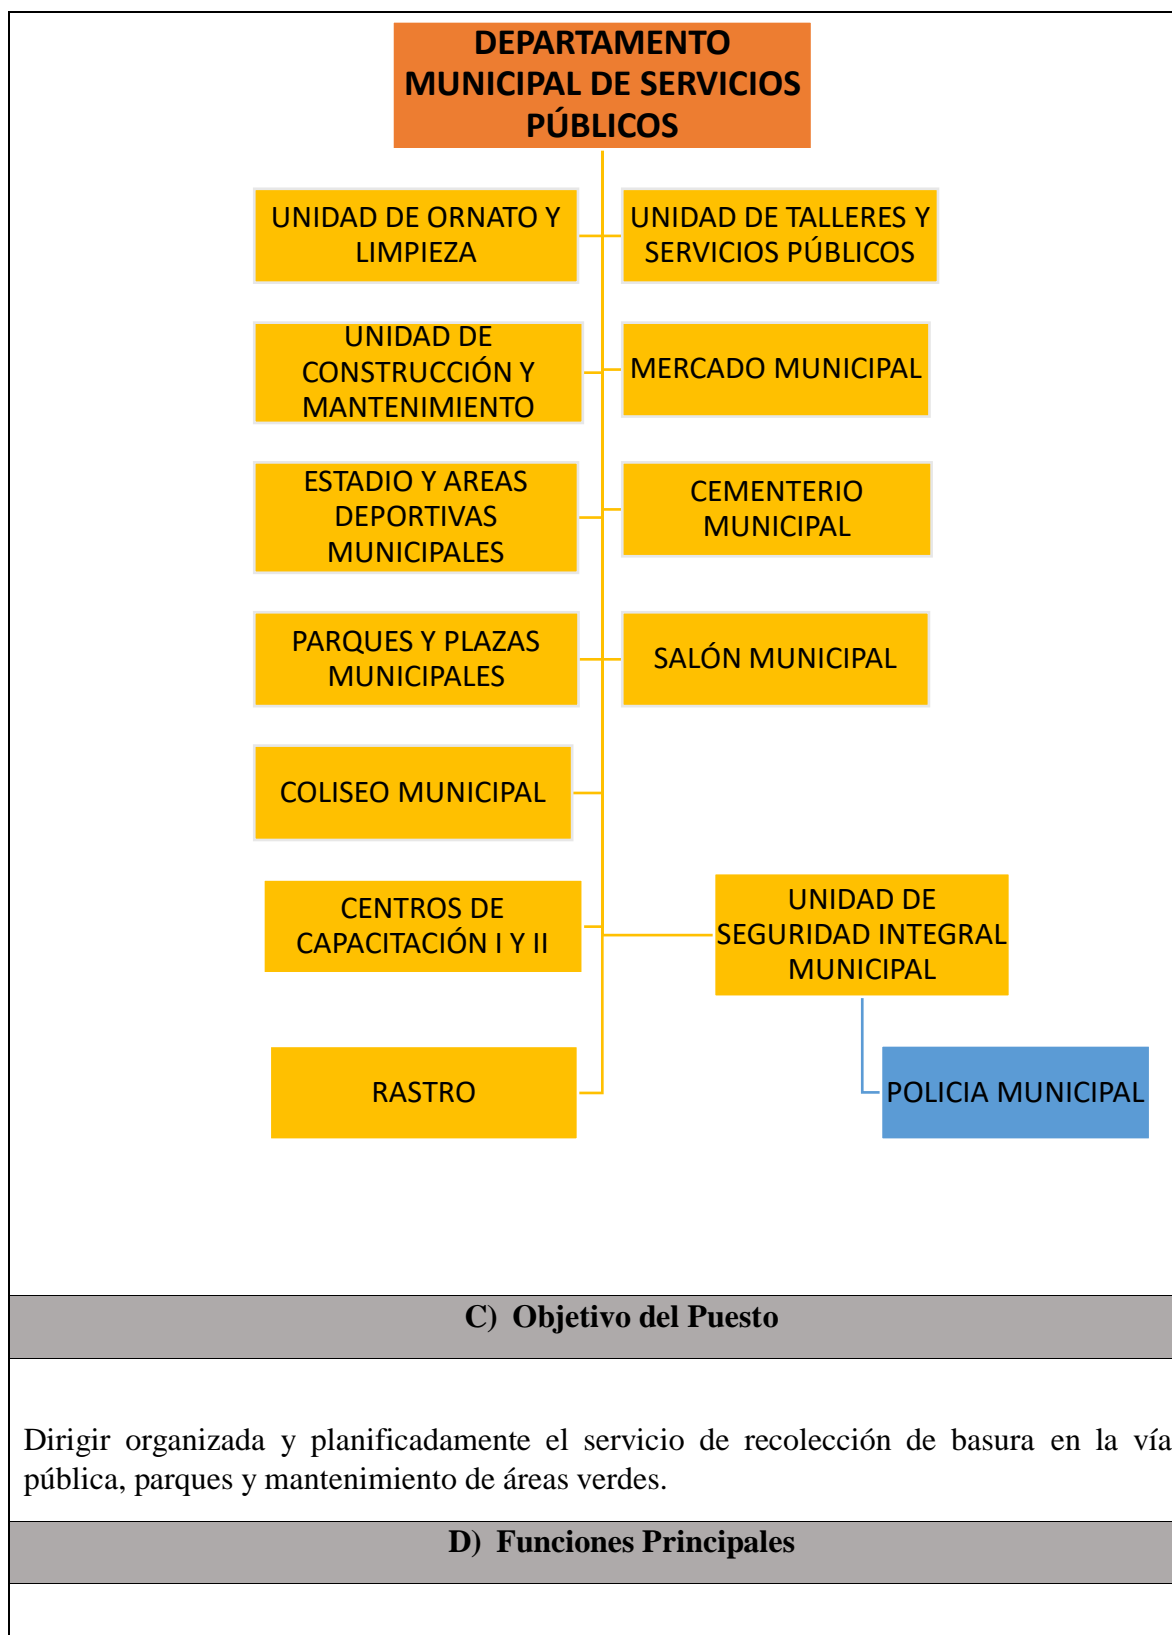 DEPARTAMENTO
MUNICIPAL DE SERVICIOS
PÚBLICOS
UNIDAD DE ORNATO Y
LIMPIEZA
UNIDAD DE TALLERES Y
SERVICIOS PÚBLICOS
UNIDAD DE
CONSTRUCCIÓN Y
MANTENIMIENTO
MERCADO MUNICIPAL
ESTADIO Y AREAS
DEPORTIVAS
MUNICIPALES
CEMENTERIO
MUNICIPAL
PARQUES Y PLAZAS
MUNICIPALES
SALÓN MUNICIPAL
COLISEO MUNICIPAL
CENTROS DE
CAPACITACIÓN I Y II
UNIDAD DE
SEGURIDAD INTEGRAL
MUNICIPAL
RASTRO
POLICIA MUNICIPAL
C) Objetivo del Puesto
Dirigir organizada y planificadamente el servicio de recolección de basura en la vía
pública, parques y mantenimiento de áreas verdes.
D) Funciones Principales